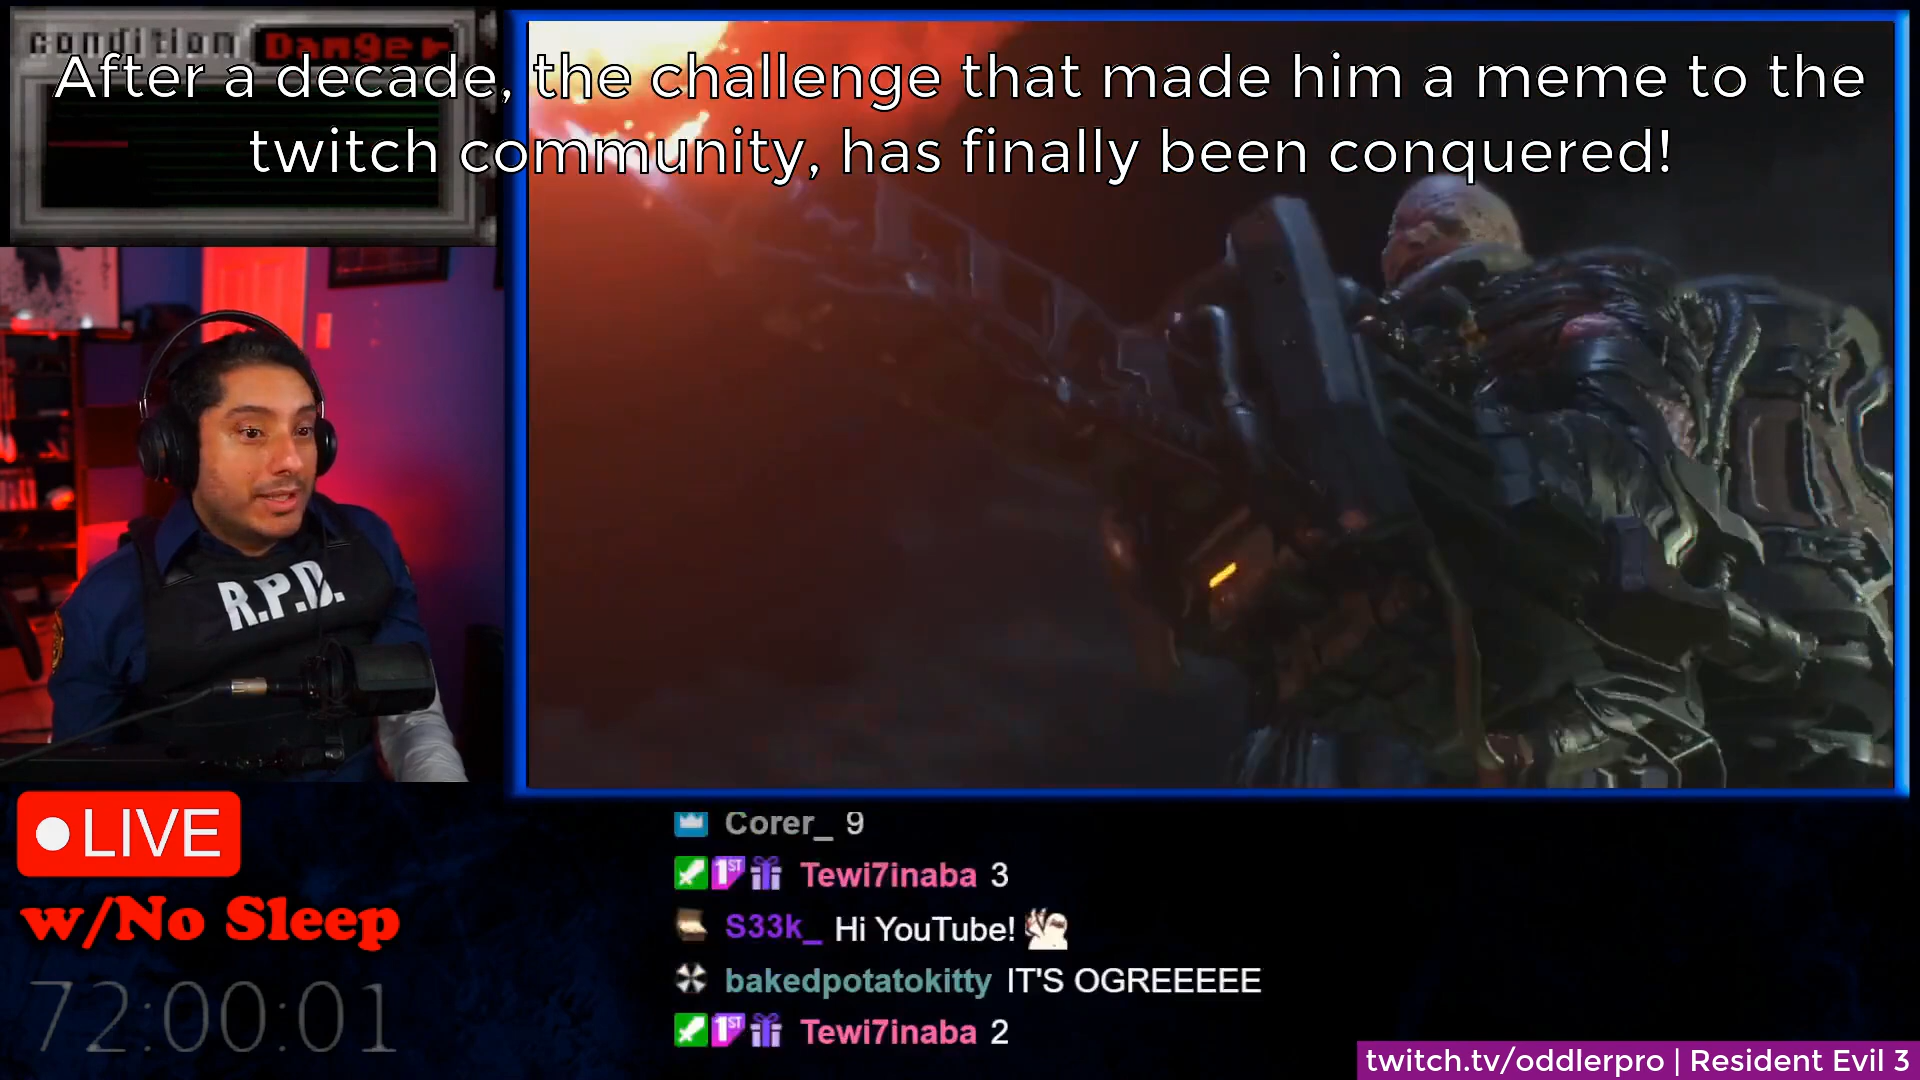 condition Danger
After a decade, the challenge that made him a meme to the
twitch community, has finally been conquered!
R.P.D.
LIVE
w/No Sleep
72:00:01
Corer_ 9
1ST Tewi7inaba 3
S33k_ Hi YouTube!
bakedpotatokitty IT'S OGREEEEE
1ST Tewi7inaba 2
twitch.tv/oddlerpro | Resident Evil 3